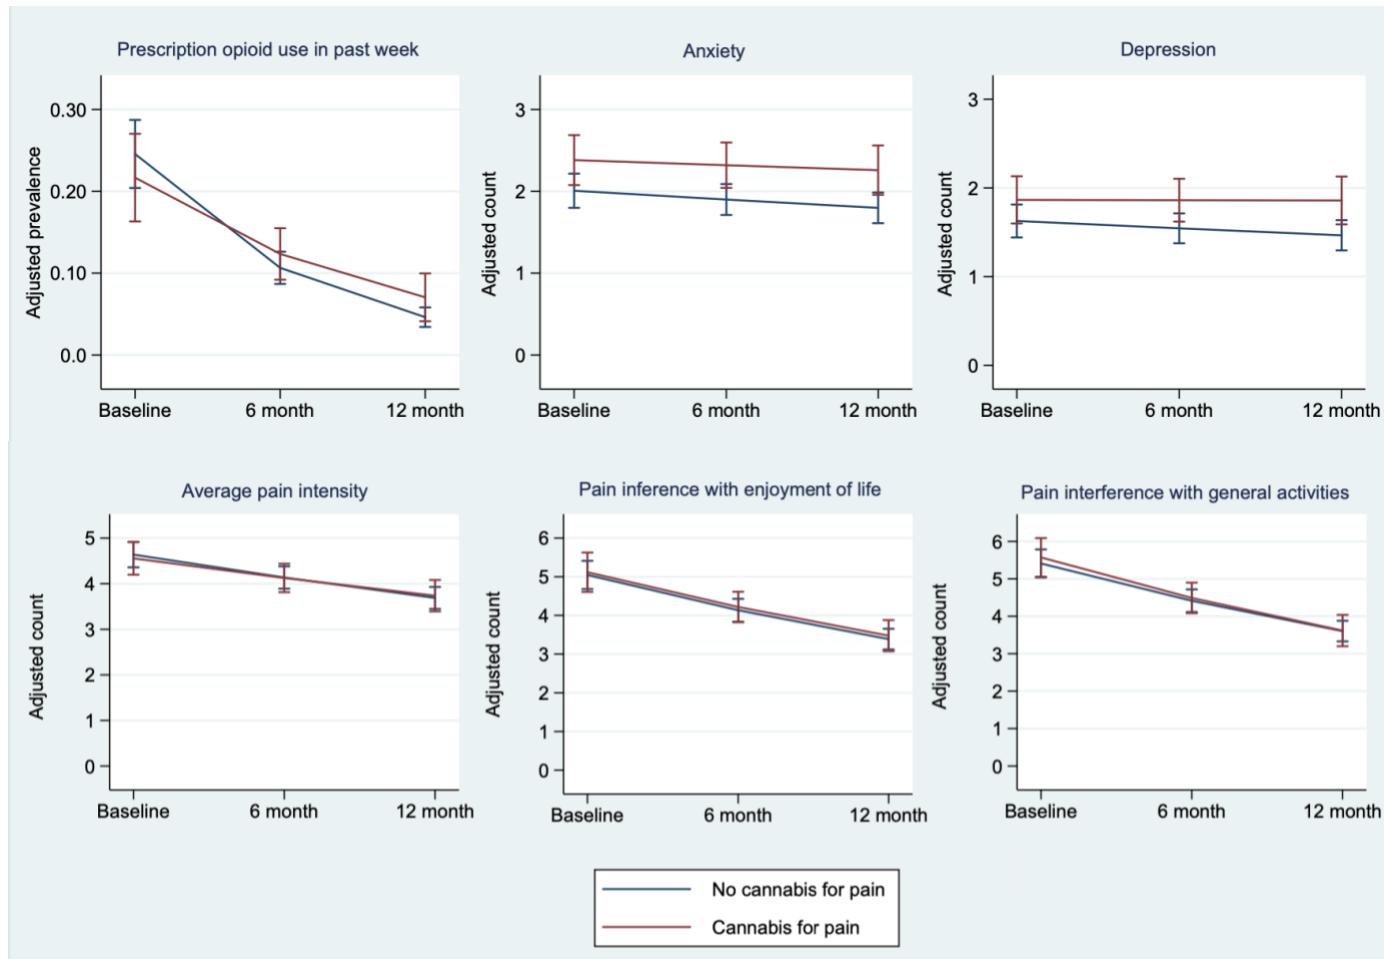 Prescription opioid use in past week
Adjusted prevalence
0.30
0.20
0.10
0.0
Baseline 6 month 12 month
Anxiety
Adjusted count
3
2
1
0
Baseline 6 month 12 month
Depression
Adjusted count
3
2
1
0
Baseline 6 month 12 month
Average pain intensity
Adjusted count
5
4
3
2
1
0
Baseline 6 month 12 month
Pain inference with enjoyment of life
Adjusted count
6
5
4
3
2
1
0
Baseline 6 month 12 month
Pain interference with general activities
Adjusted count
6
5
4
3
2
1
0
Baseline 6 month 12 month
No cannabis for pain
Cannabis for pain